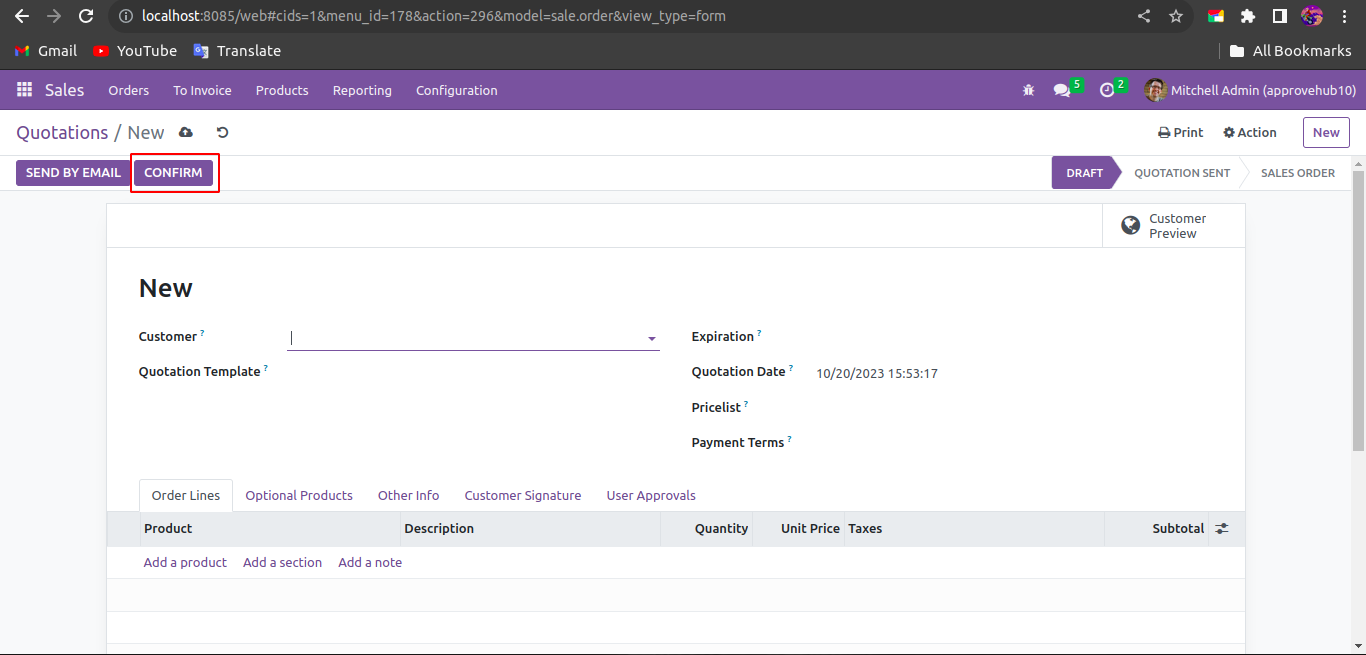 localhost:8085/web#cids=1&menu_id=178&action=296&model=sale.order&view_type=form
Gmail YouTube Translate All Bookmarks
Sales Orders To Invoice Products Reporting Configuration 5 2 Mitchell Admin (approvehub10)
Quotations / New Print Action New
SEND BY EMAIL CONFIRM DRAFT QUOTATION SENT SALES ORDER
Customer
Preview
New
Customer ? Expiration ?
Quotation Template ? Quotation Date ? 10/20/2023 15:53:17
Pricelist ?
Payment Terms ?
Order Lines Optional Products Other Info Customer Signature User Approvals
Product Description Quantity Unit Price Taxes Subtotal
Add a product Add a section Add a note